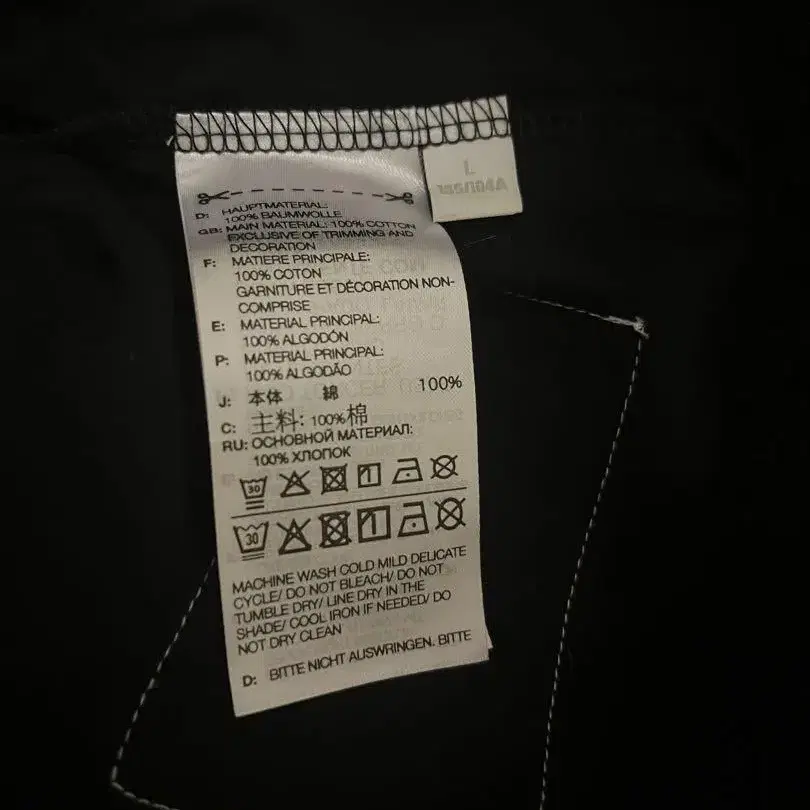 L
185/104A
D: HAUPTMATERIAL:
100% BAUMWOLLE
GB: MAIN MATERIAL: 100% COTTON
EXCLUSIVE OF TRIMMING AND
DECORATION
F: MATIERE PRINCIPALE:
100% COTON
GARNITURE ET DÉCORATION NON-
COMPRISE
E: MATERIAL PRINCIPAL:
100% ALGODÓN
P: MATERIAL PRINCIPAL:
100% ALGODÃO
J: 本体 綿 100%
C: 主料: 100%棉
RU: ОСНОВНОЙ МАТЕРИАЛ:
100% ХЛОПОК
30
30
MACHINE WASH COLD MILD DELICATE
CYCLE/ DO NOT BLEACH/ DO NOT
TUMBLE DRY/ LINE DRY IN THE
SHADE/ COOL IRON IF NEEDED/ DO
NOT DRY CLEAN
D: BITTE NICHT AUSWRINGEN. BITTE